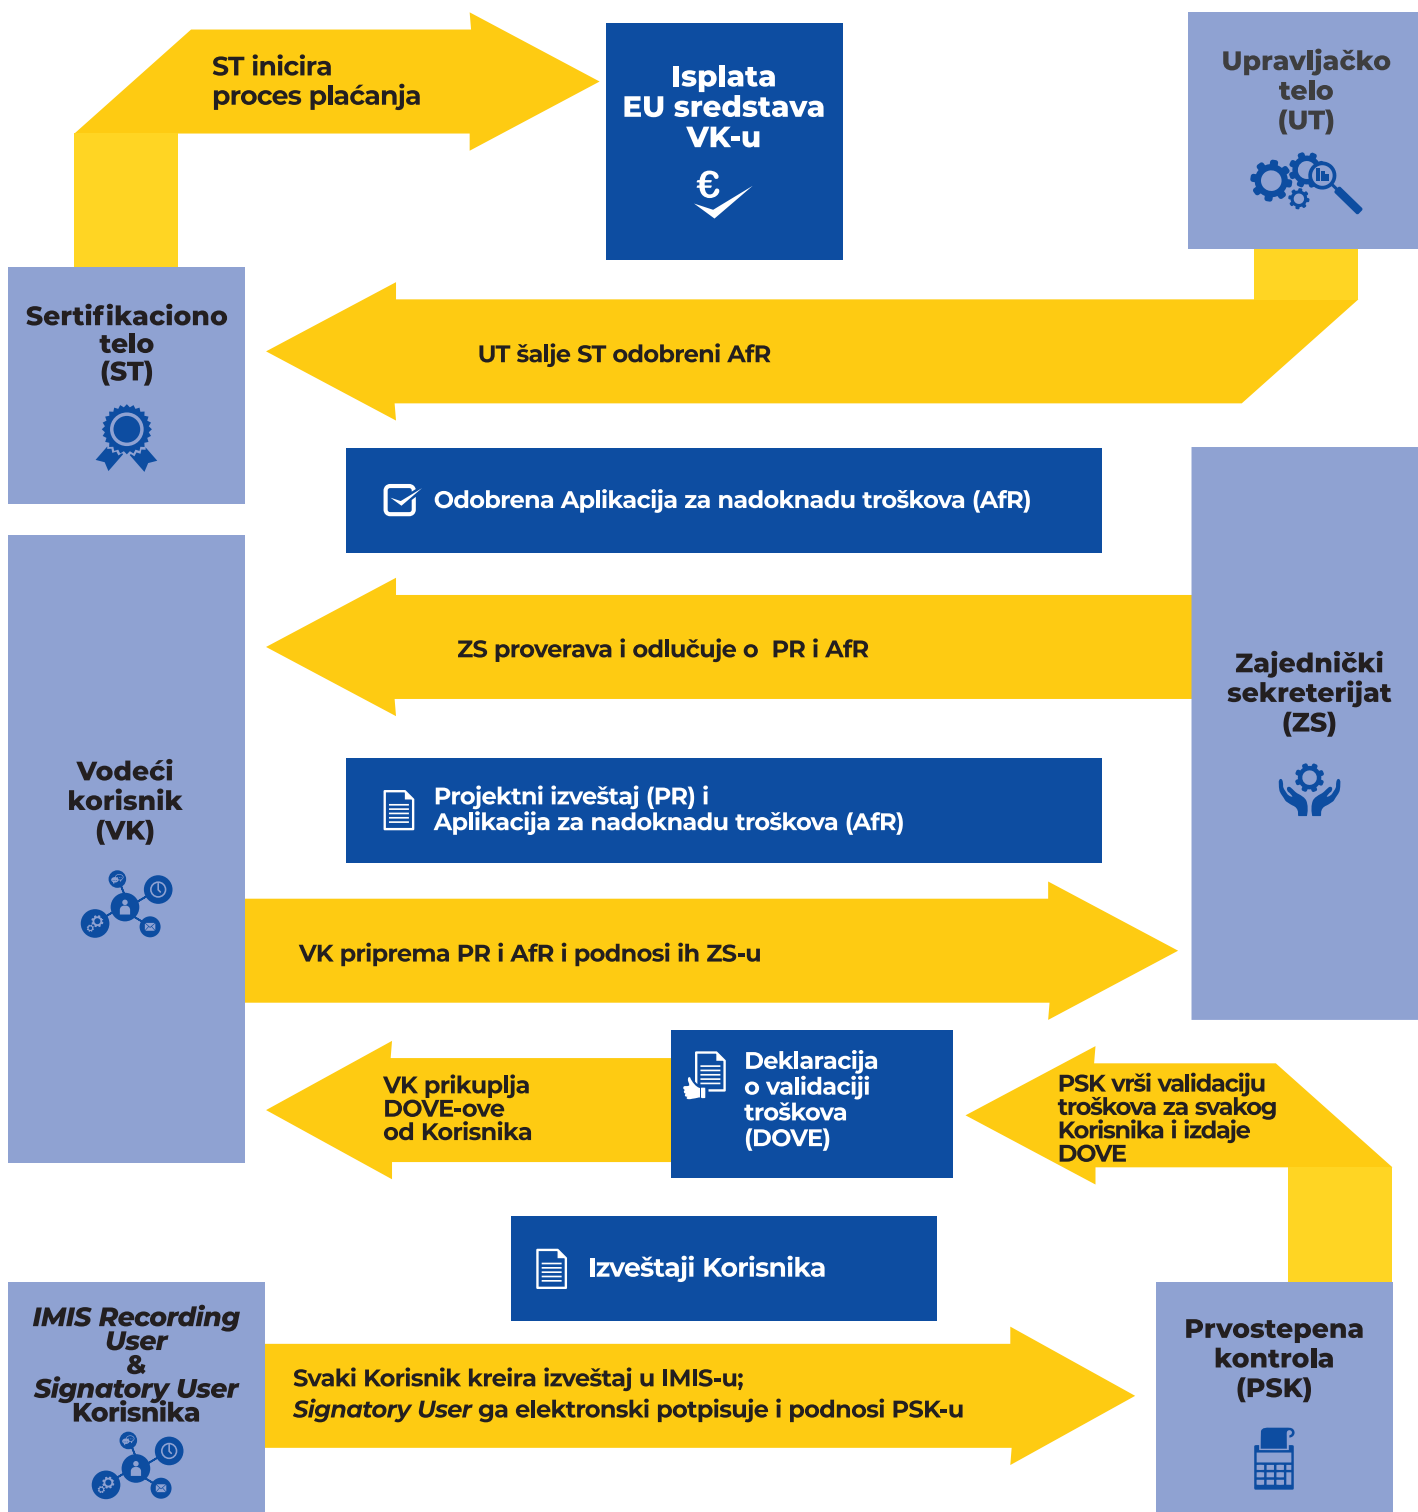 ST inicira
proces plaćanja
Isplata
EU sredstava
VK-u
€
Upravljačko
telo
(UT)
Sertifikaciono
telo
(ST)
UT šalje ST odobreni AfR
Odobrena Aplikacija za nadoknadu troškova (AfR)
ZS proverava i odlučuje o PR i AfR
Zajednički
sekreterijat
(ZS)
Vodeći
korisnik
(VK)
Projektni izveštaj (PR) i
Aplikacija za nadoknadu troškova (AfR)
VK priprema PR i AfR i podnosi ih ZS-u
VK prikuplja
DOVE-ove
od Korisnika
Deklaracija
o validaciji
troškova
(DOVE)
PSK vrši validaciju
troškova za svakog
Korisnika i izdaje
DOVE
Izveštaji Korisnika
IMIS Recording
User
&
Signatory User
Korisnika
Svaki Korisnik kreira izveštaj u IMIS-u;
Signatory User ga elektronski potpisuje i podnosi PSK-u
Prvostepena
kontrola
(PSK)